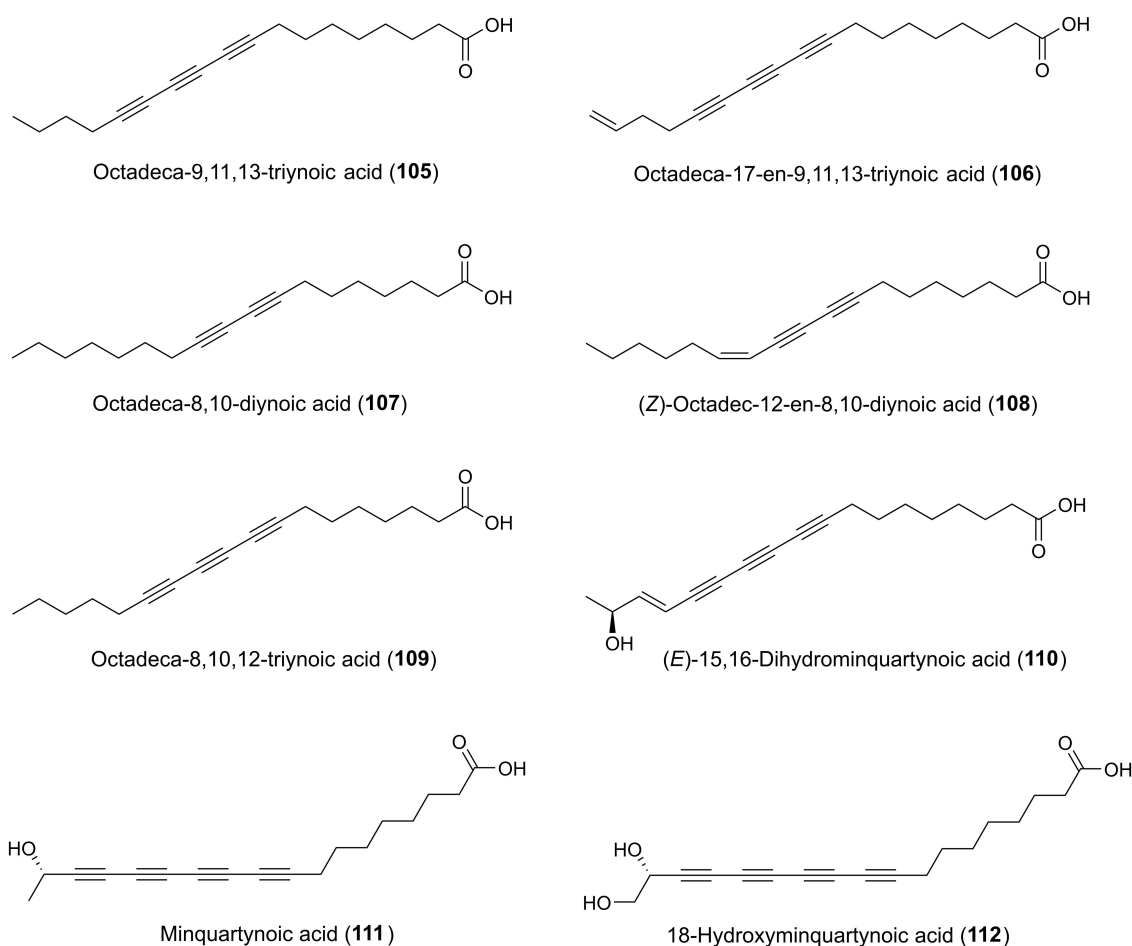 OH
O
Octadeca-9,11,13-triynoic acid (105)
OH
O
Octadeca-17-en-9,11,13-triynoic acid (106)
O
OH
Octadeca-8,10-diynoic acid (107)
O
OH
(Z)-Octadec-12-en-8,10-diynoic acid (108)
O
OH
Octadeca-8,10,12-triynoic acid (109)
OH
O
OH
(E)-15,16-Dihydrominquartynoic acid (110)
O
OH
HO
Minquartynoic acid (111)
O
OH
HO
HO
18-Hydroxyminquartynoic acid (112)